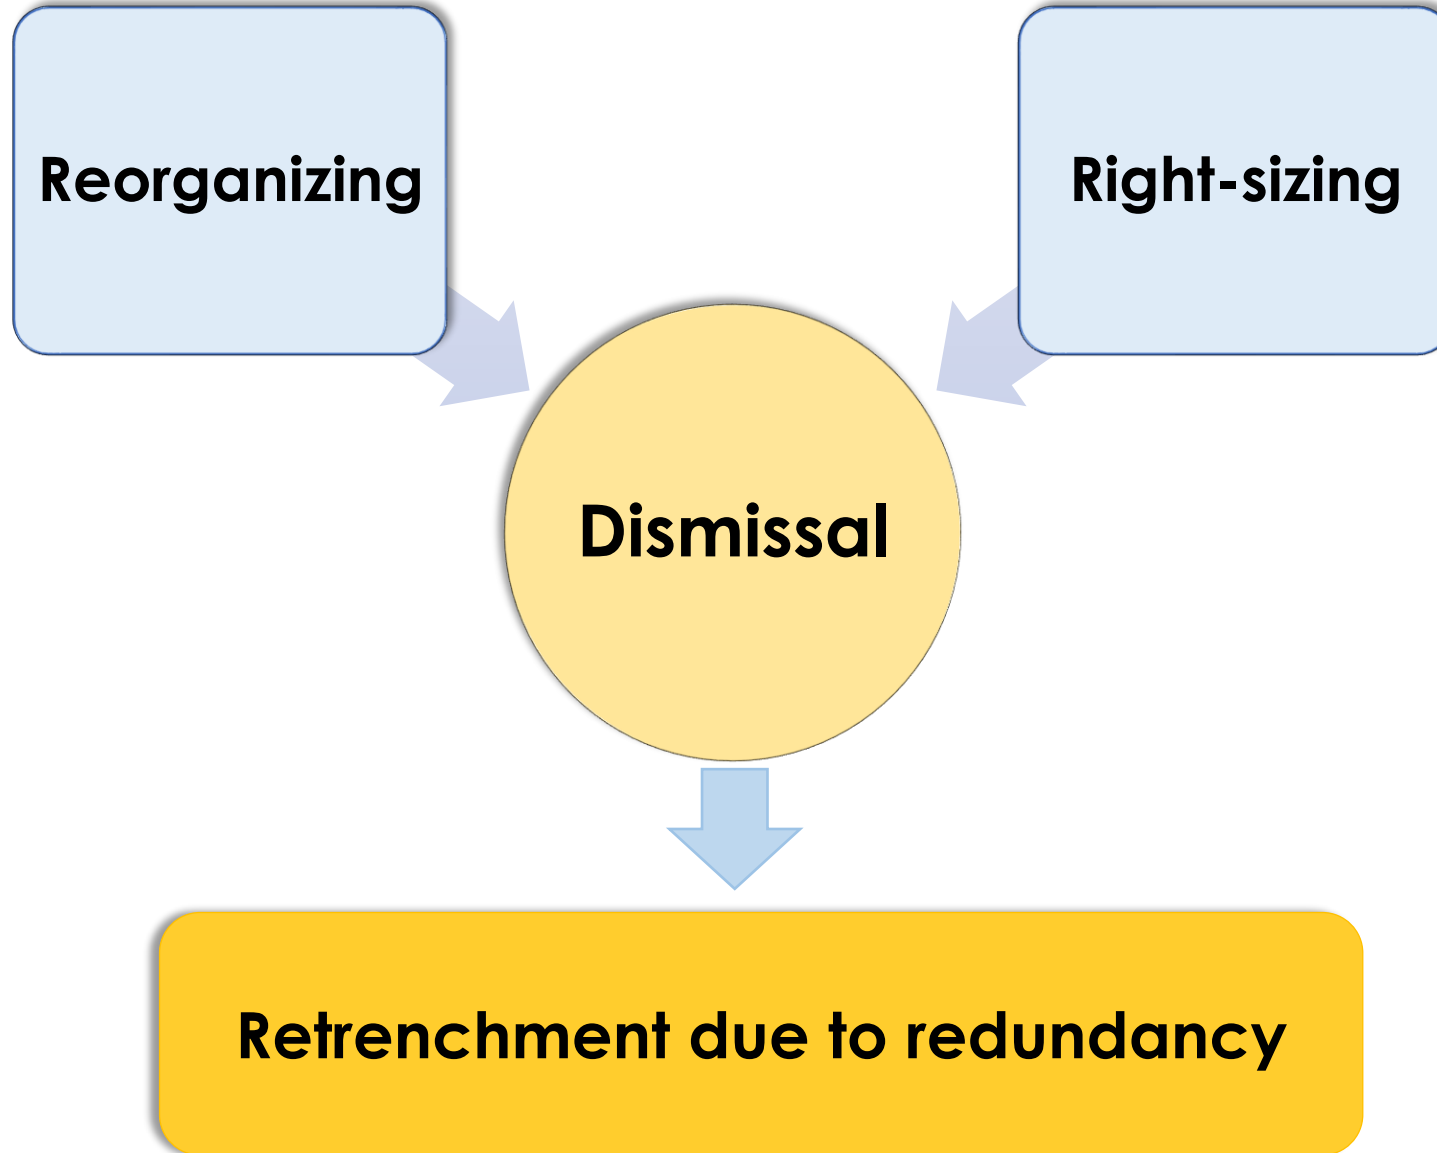 Reorganizing
Right-sizing
Dismissal
Retrenchment due to redundancy